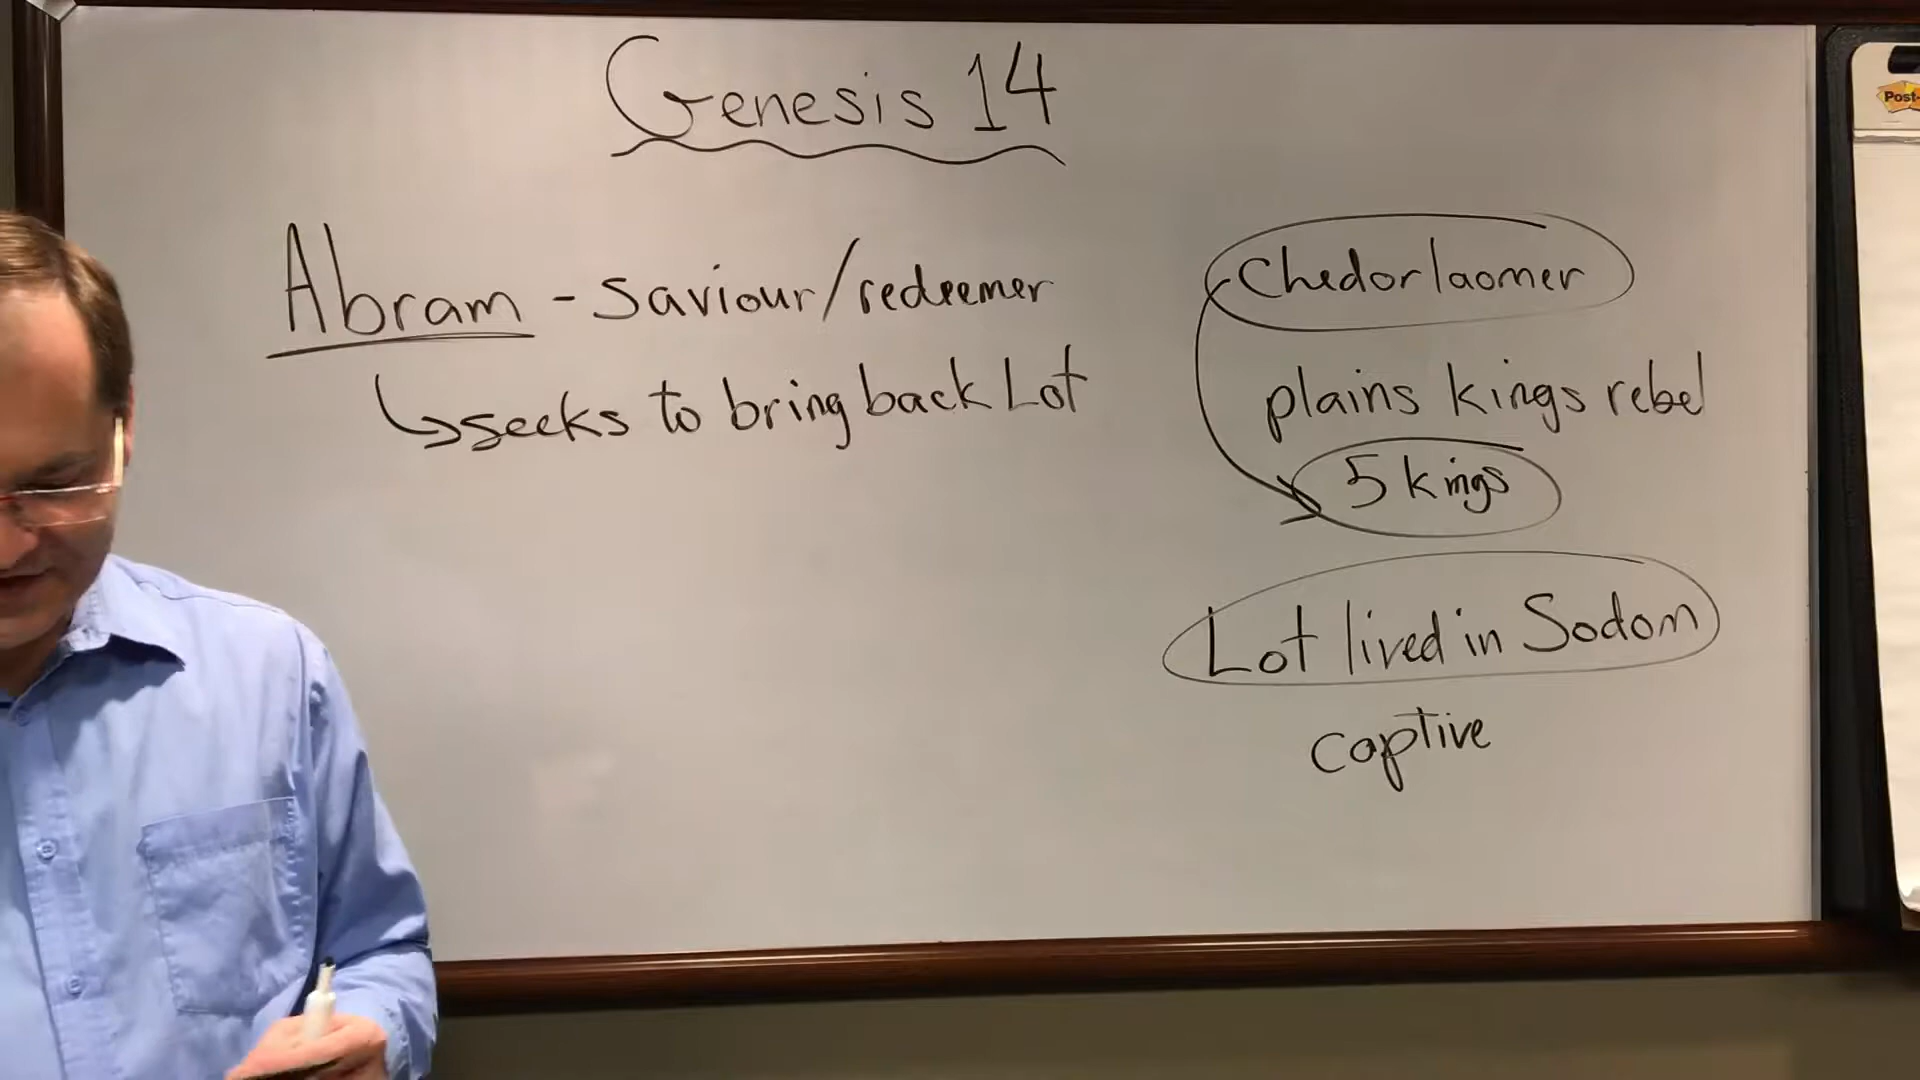 Genesis 14
Abram - saviour/redeemer
seeks to bring back Lot
Chedorlaomer
plains kings rebel
5 kings
Lot lived in Sodom
captive
Post-